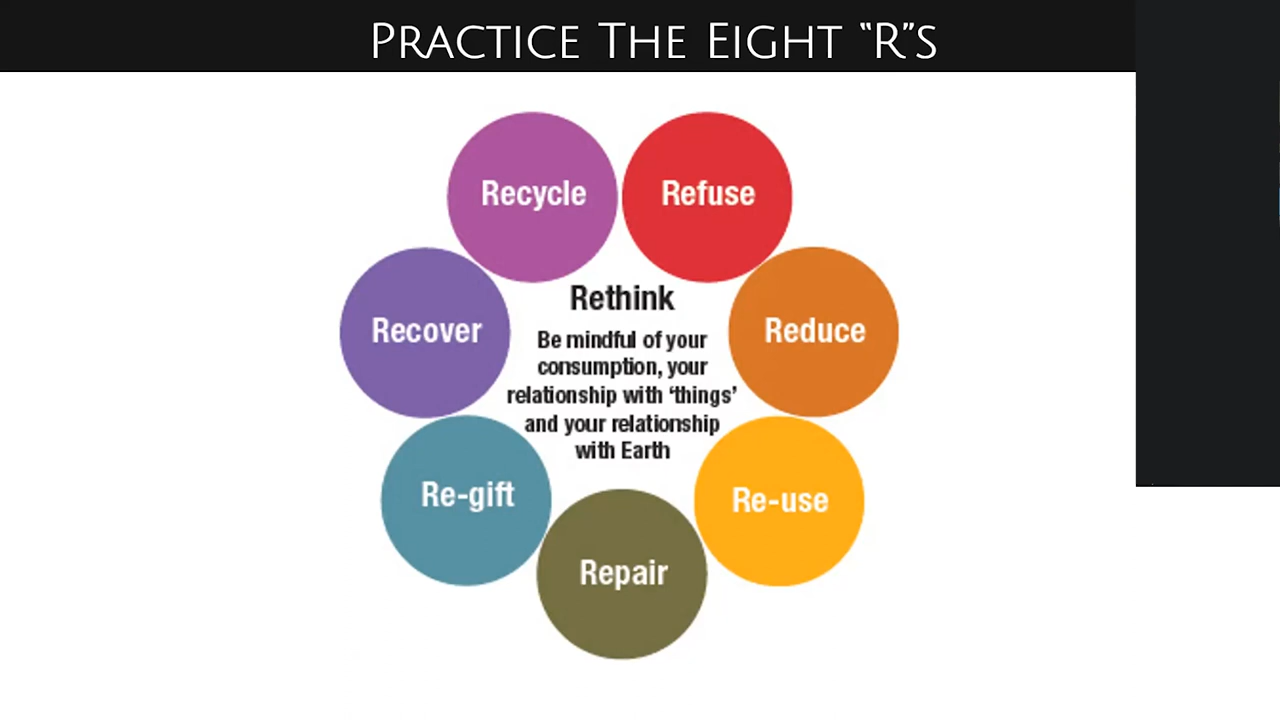 PRACTICE THE EIGHT “R”S
Recycle
Refuse
Recover
Rethink
Reduce
Be mindful of your
consumption, your
relationship with ‘things’
and your relationship
with Earth
Re-gift
Re-use
Repair